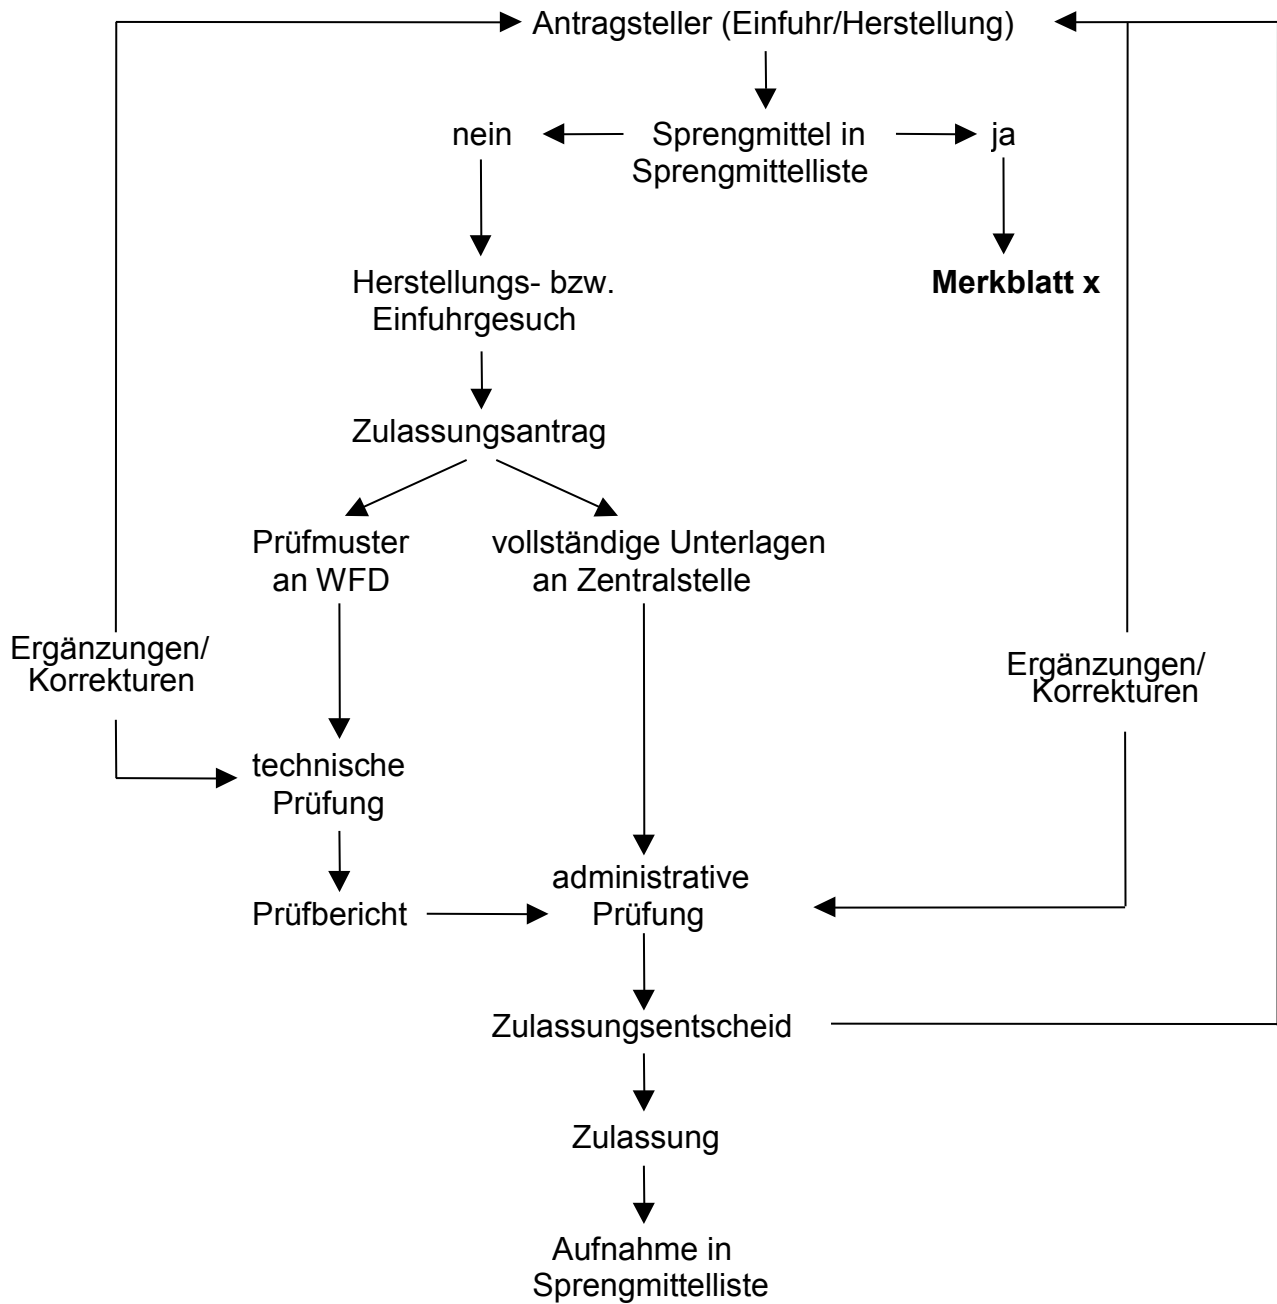 Antragsteller (Einfuhr/Herstellung)
nein
Sprengmittel in
Sprengmittelliste
ja
Herstellungs- bzw.
Einfuhrgesuch
Merkblatt x
Zulassungsantrag
Prüfmuster
an WFD
vollständige Unterlagen
an Zentralstelle
Ergänzungen/
Korrekturen
Ergänzungen/
Korrekturen
technische
Prüfung
Prüfbericht
administrative
Prüfung
Zulassungsentscheid
Zulassung
Aufnahme in
Sprengmittelliste